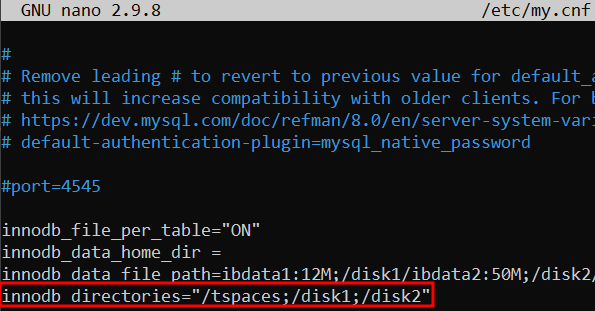 GNU nano 2.9.8 /etc/my.cnf
#
# Remove leading # to revert to previous value for default_a
# this will increase compatibility with older clients. For b
# https://dev.mysql.com/doc/refman/8.0/en/server-system-vari
# default-authentication-plugin=mysql_native_password
#port=4545
innodb_file_per_table="ON"
innodb_data_home_dir =
innodb_data_file_path=ibdata1:12M;/disk1/ibdata2:50M;/disk2/
innodb_directories="/tspaces;/disk1;/disk2"